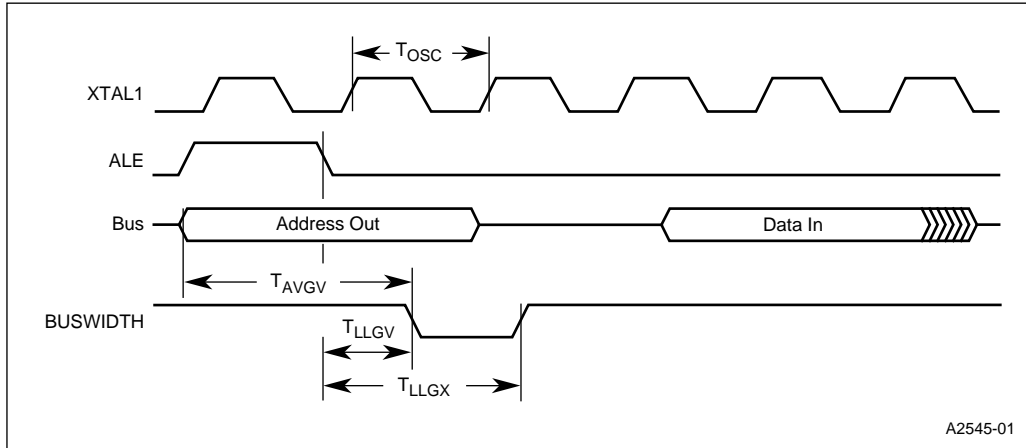 TOSC
XTAL1
ALE
Bus
Address Out
Data In
TAVGV
BUSWIDTH
TLLGV
TLLGX
A2545-01